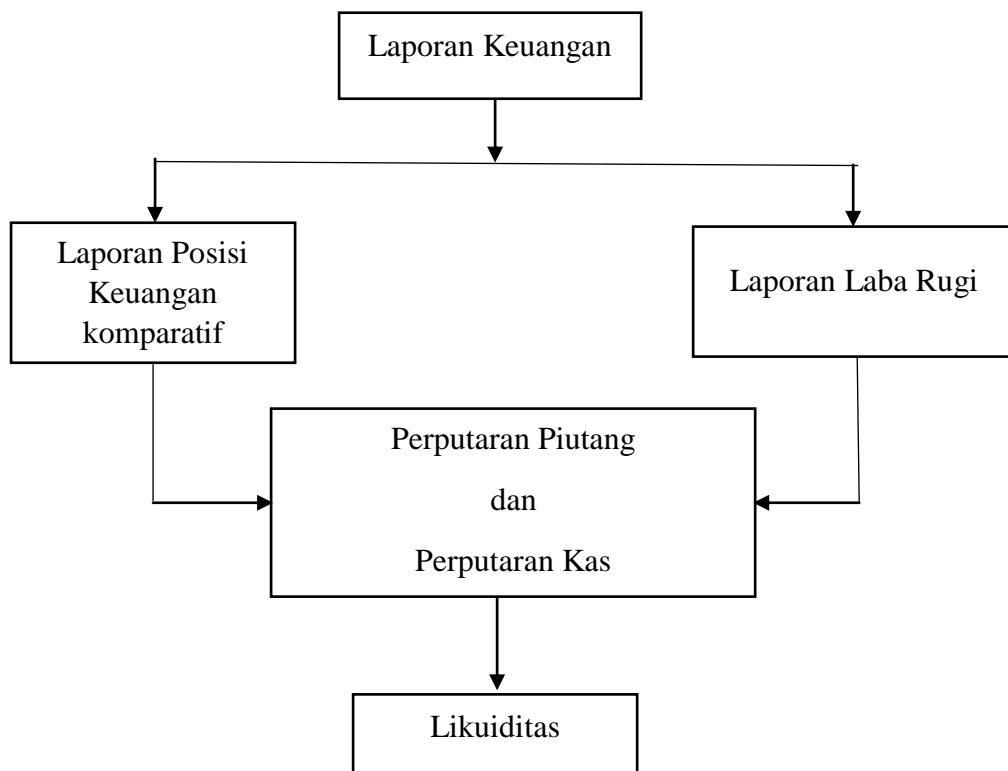 Laporan Keuangan
Laporan Posisi
Keuangan
komparatif
Laporan Laba Rugi
Perputaran Piutang
dan
Perputaran Kas
Likuiditas